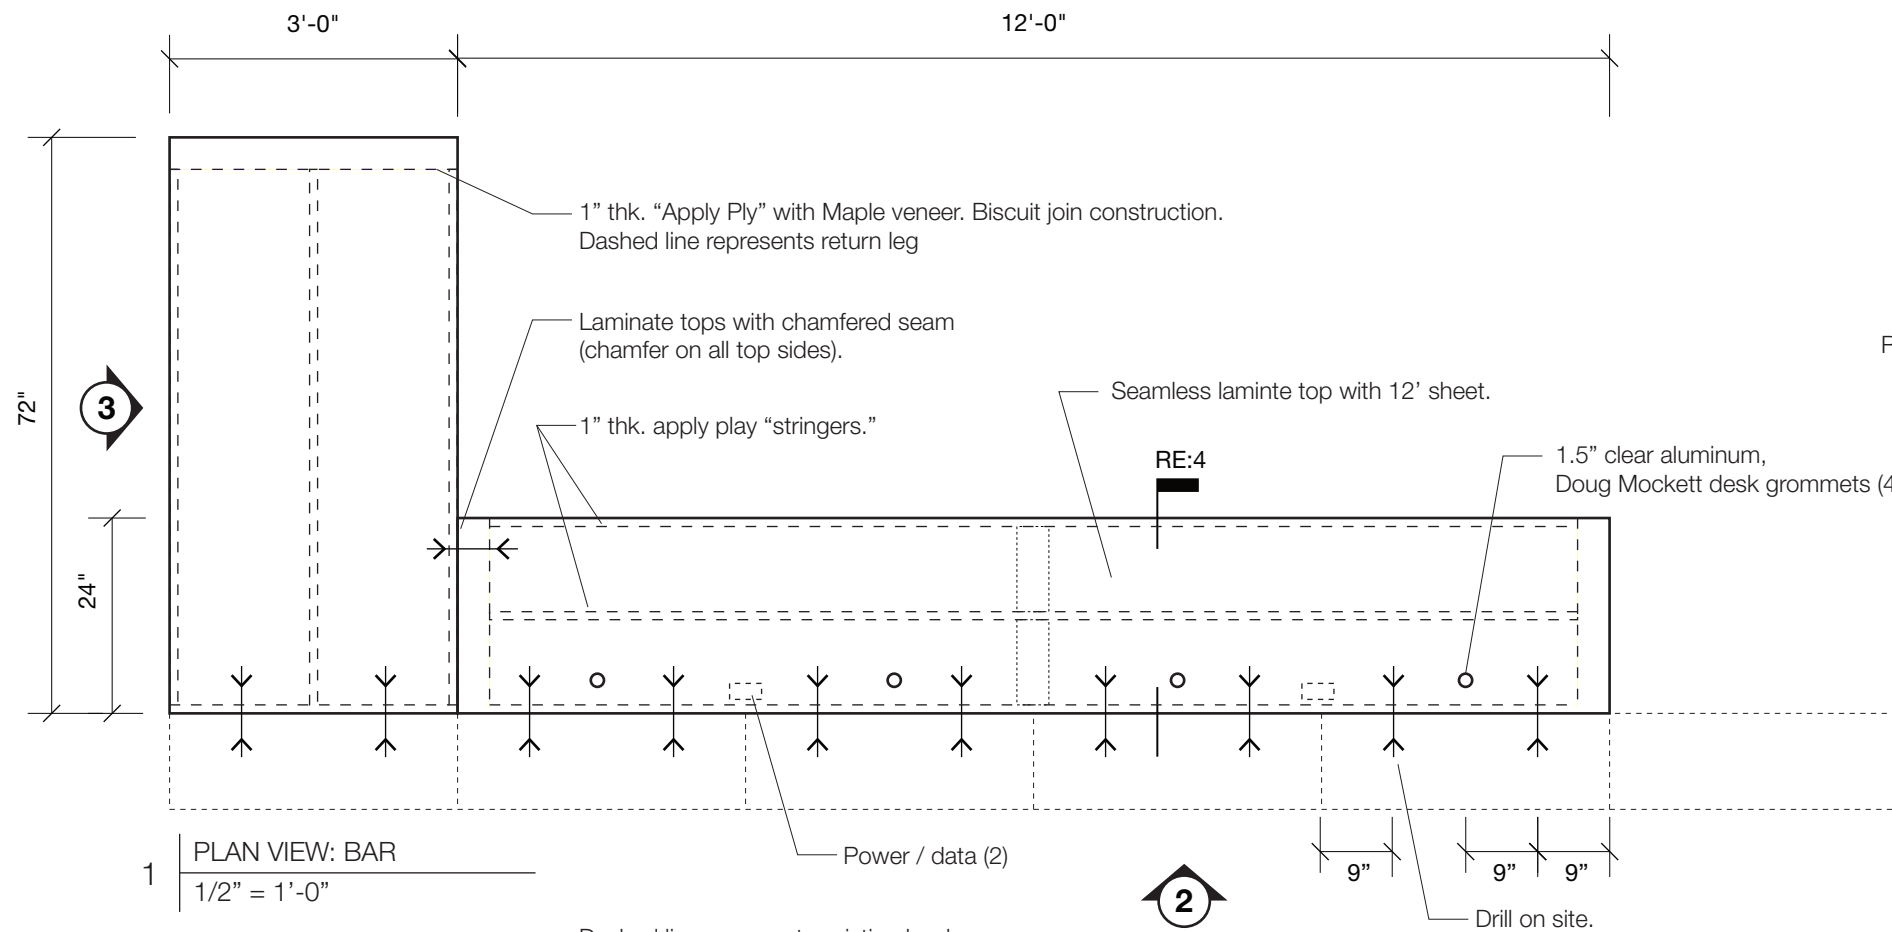 3'-0"
12'-0"
1” thk. “Apply Ply” with Maple veneer. Biscuit join construction.
Dashed line represents return leg
Laminate tops with chamfered seam
(chamfer on all top sides).
72"
3
Seamless laminte top with 12’ sheet.
1” thk. apply play “stringers.”
RE:4
1.5” clear aluminum,
Doug Mockett desk grommets (4
24"
PLAN VIEW: BAR
1
1/2” = 1’-0”
Power / data (2)
9”
9”
9”
2
Drill on site.